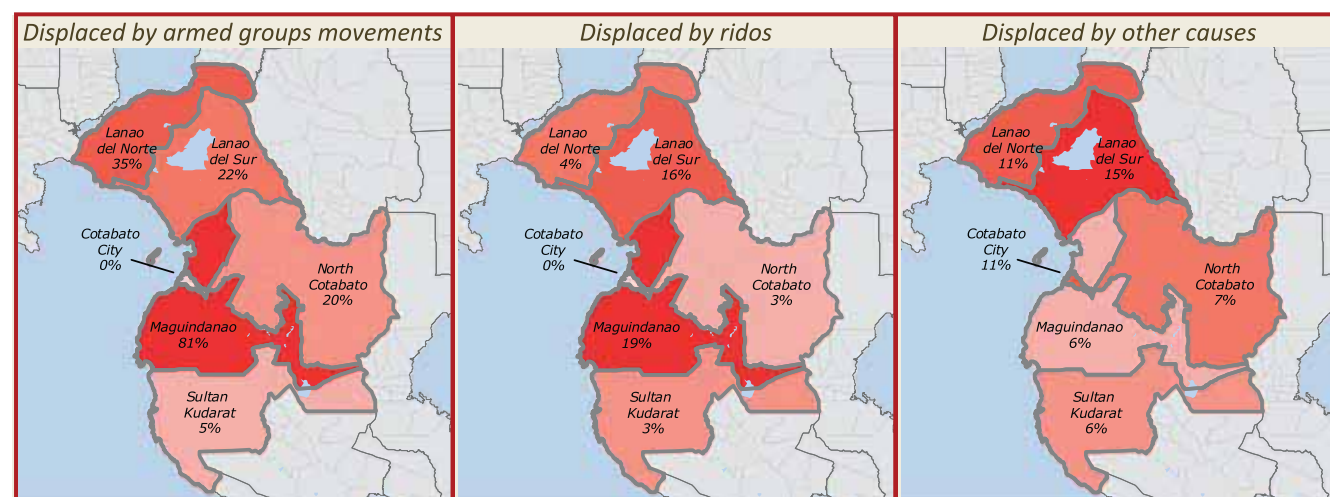 Displaced by armed groups movements
Lanao
del Norte
35%
Lanao
del Sur
22%
Cotabato
City
0%
North
Cotabato
20%
Maguindanao
81%
Sultan
Kudarat
5%
Displaced by ridos
Lanao
del Norte
4%
Lanao
del Sur
16%
Cotabato
City
0%
North
Cotabato
3%
Maguindanao
19%
Sultan
Kudarat
3%
Displaced by other causes
Lanao
del Norte
11%
Lanao
del Sur
15%
Cotabato
City
11%
North
Cotabato
7%
Maguindanao
6%
Sultan
Kudarat
6%